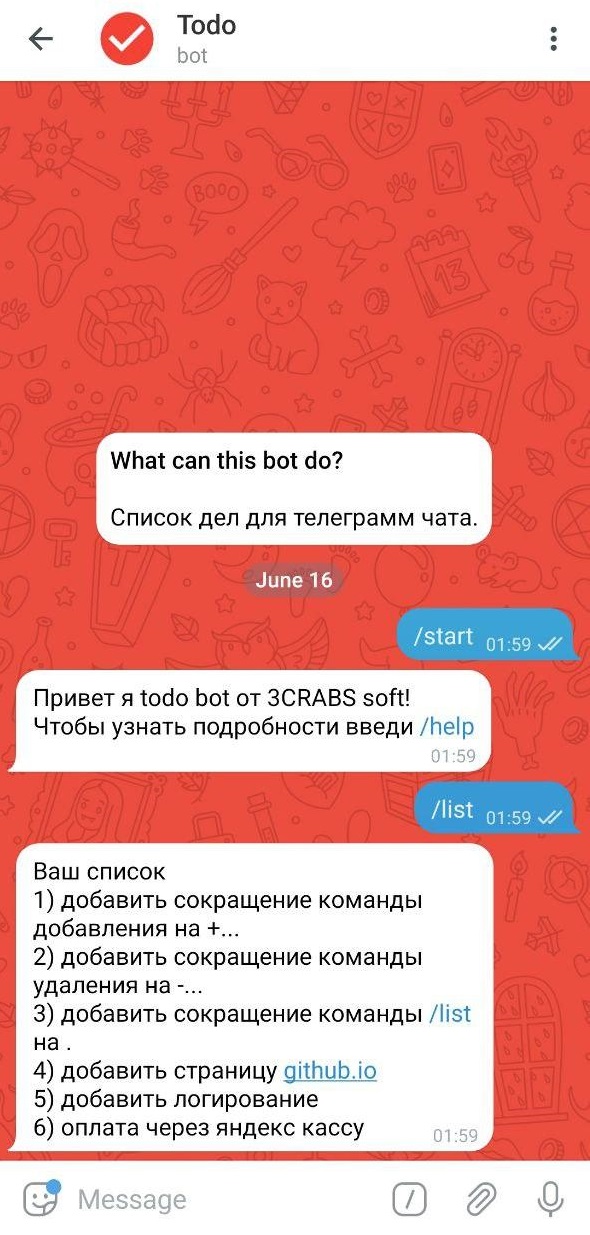 Todo
bot
BOOO
13
What can this bot do?
Список дел для телеграмм чата.
June 16
/start 01:59
Привет я todo bot от 3CRABS soft!
Чтобы узнать подробности введи /help
01:59
/list 01:59
Ваш список
1) добавить сокращение команды
добавления на +...
2) добавить сокращение команды
удаления на -...
3) добавить сокращение команды /list
на .
4) добавить страницу github.io
5) добавить логирование
6) оплата через яндекс кассу 01:59
Message